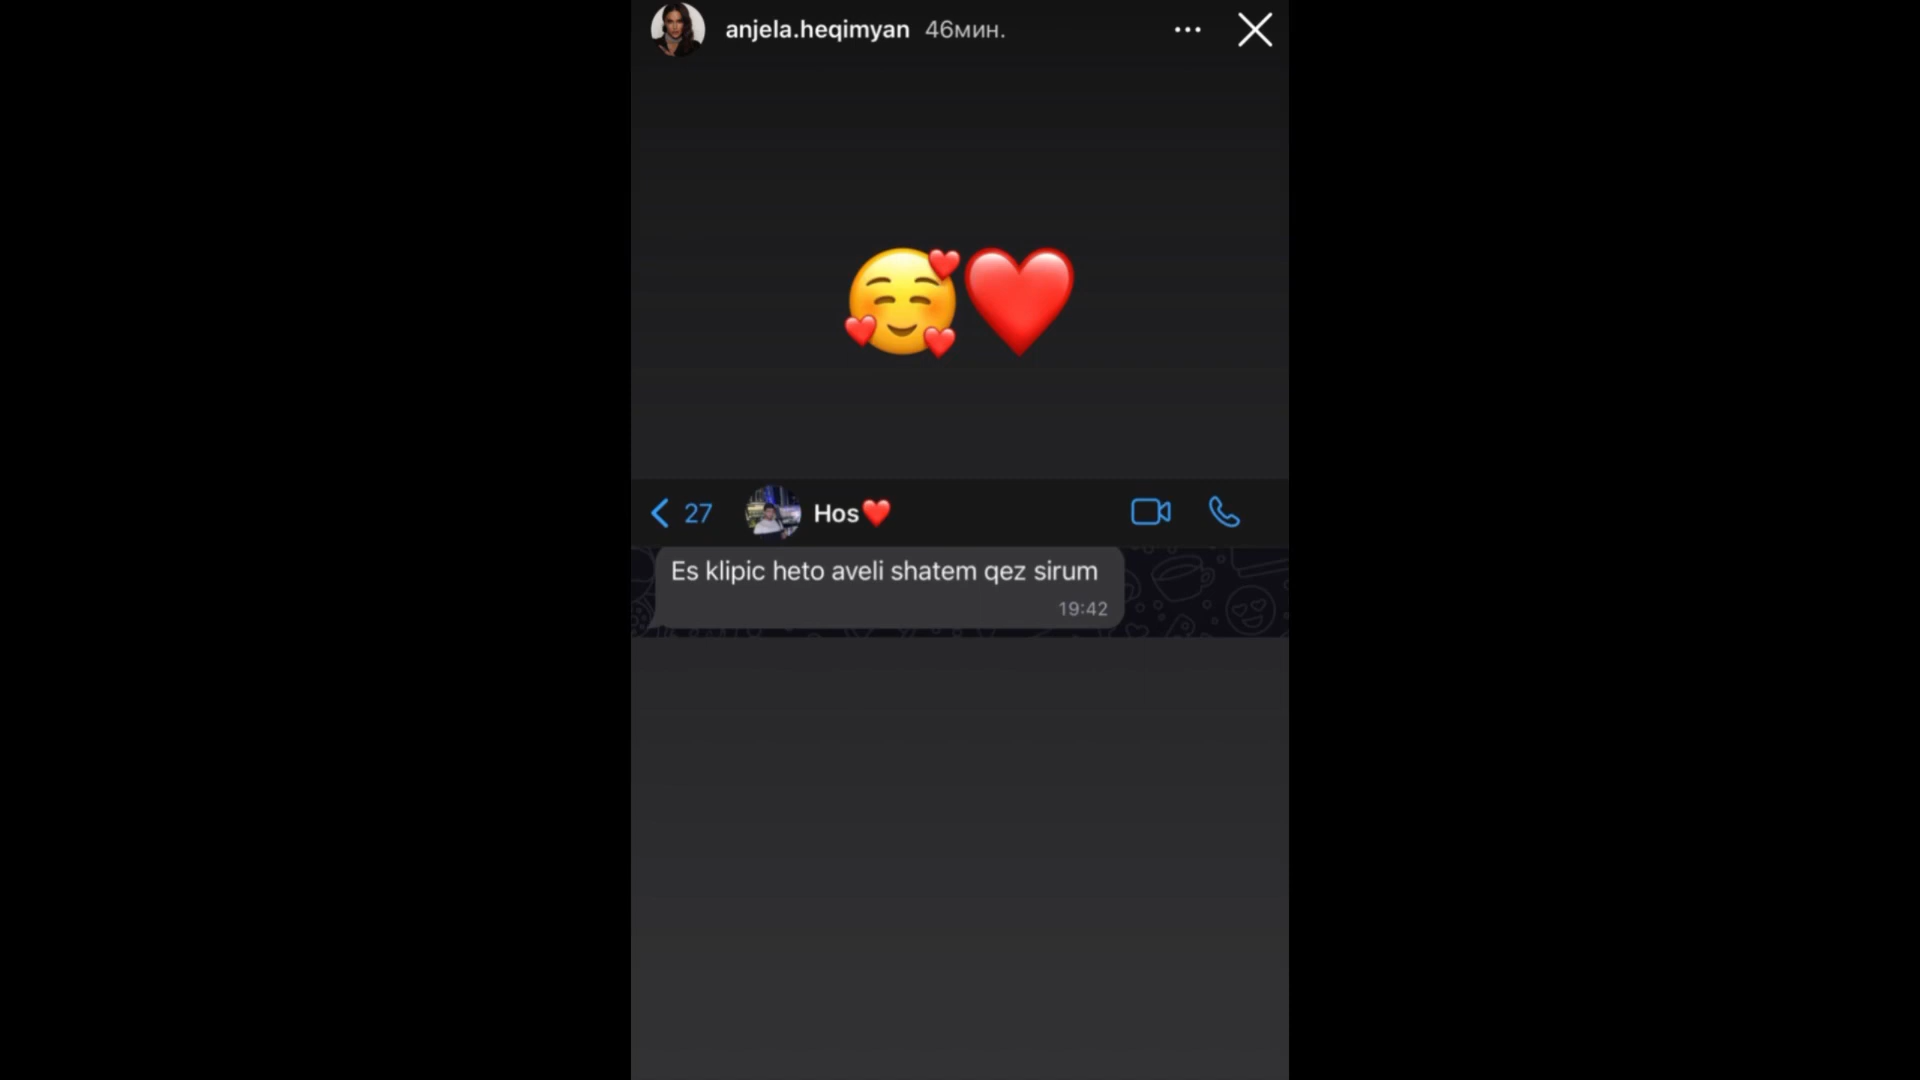 anjela.heqimyan 46мин.
🥰❤️
27 Hos❤️
Es klipic heto aveli shatem qez sirum
19:42